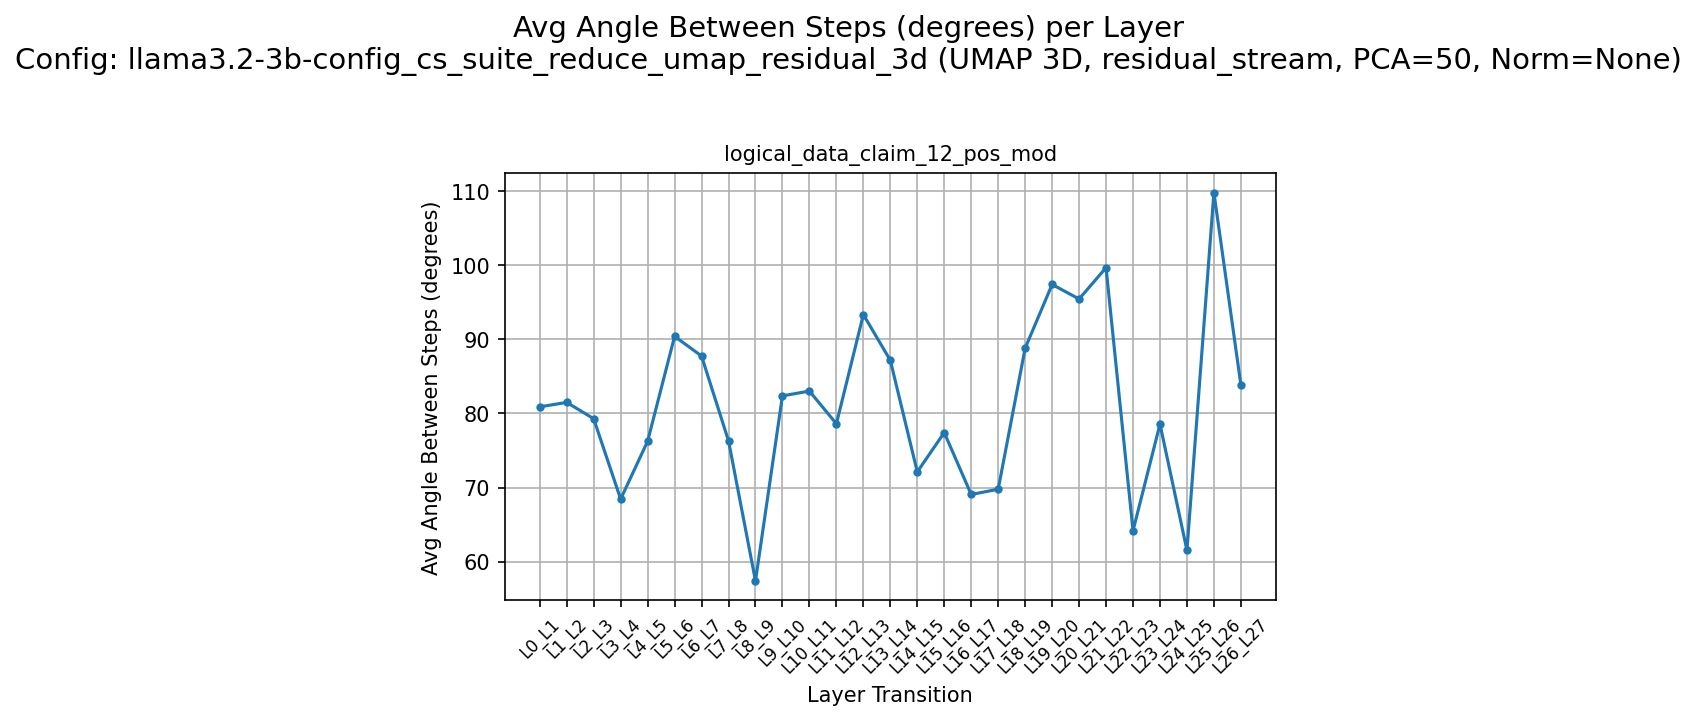 Avg Angle Between Steps (degrees) per Layer
Config: llama3.2-3b-config_cs_suite_reduce_umap_residual_3d (UMAP 3D, residual_stream, PCA=50, Norm=None)
logical_data_claim_12_pos_mod
Avg Angle Between Steps (degrees)
110
100
90
80
70
60
L0_L1
L1_L2
L2_L3
L3_L4
L4_L5
L5_L6
L6_L7
L7_L8
L8_L9
L9_L10
L10_L11
L11_L12
L12_L13
L13_L14
L14_L15
L15_L16
L16_L17
L17_L18
L18_L19
L19_L20
L20_L21
L21_L22
L22_L23
L23_L24
L24_L25
L25_L26
L26_L27
Layer Transition